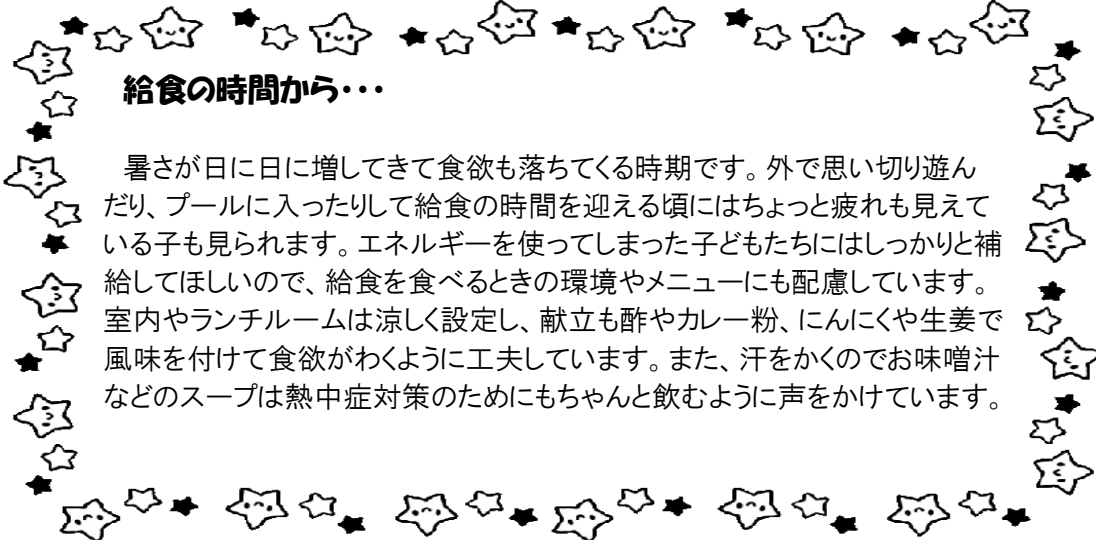 給食の時間から・・・
暑さが日に日に増してきて食欲も落ちてくる時期です。外で思い切り遊ん
だり、プールに入ったりして給食の時間を迎える頃にはちょっと疲れも見えて
いる子も見られます。エネルギーを使ってしまった子どもたちにはしっかりと補
給してほしいので、給食を食べるときの環境やメニューにも配慮しています。
室内やランチルームは涼しく設定し、献立も酢やカレー粉、にんにくや生姜で
風味を付けて食欲がわくように工夫しています。また、汗をかくのでお味噌汁
などのスープは熱中症対策のためにもちゃんと飲むように声をかけています。